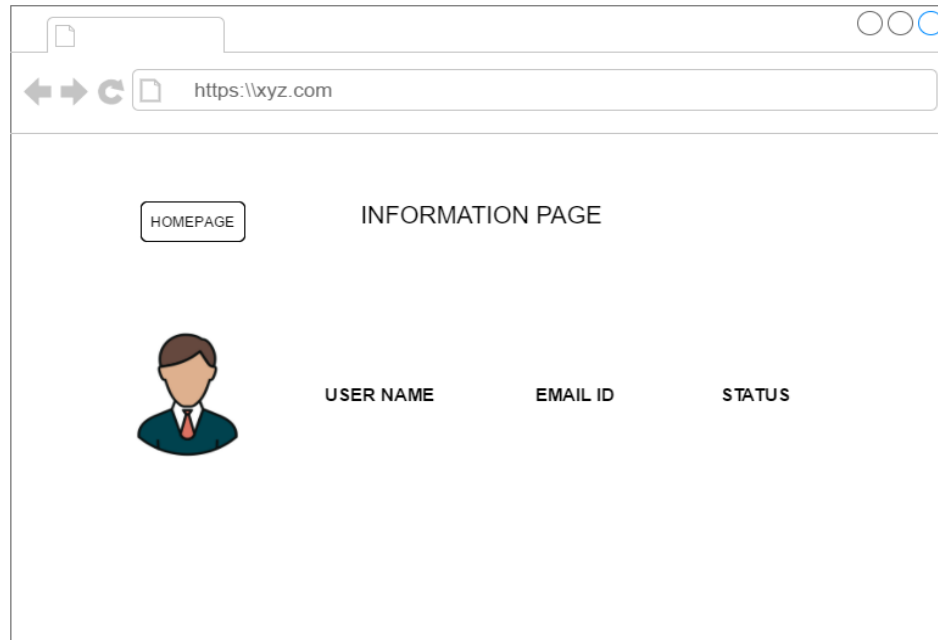 https:\\xyz.com
HOMEPAGE
INFORMATION PAGE
USER NAME EMAIL ID STATUS